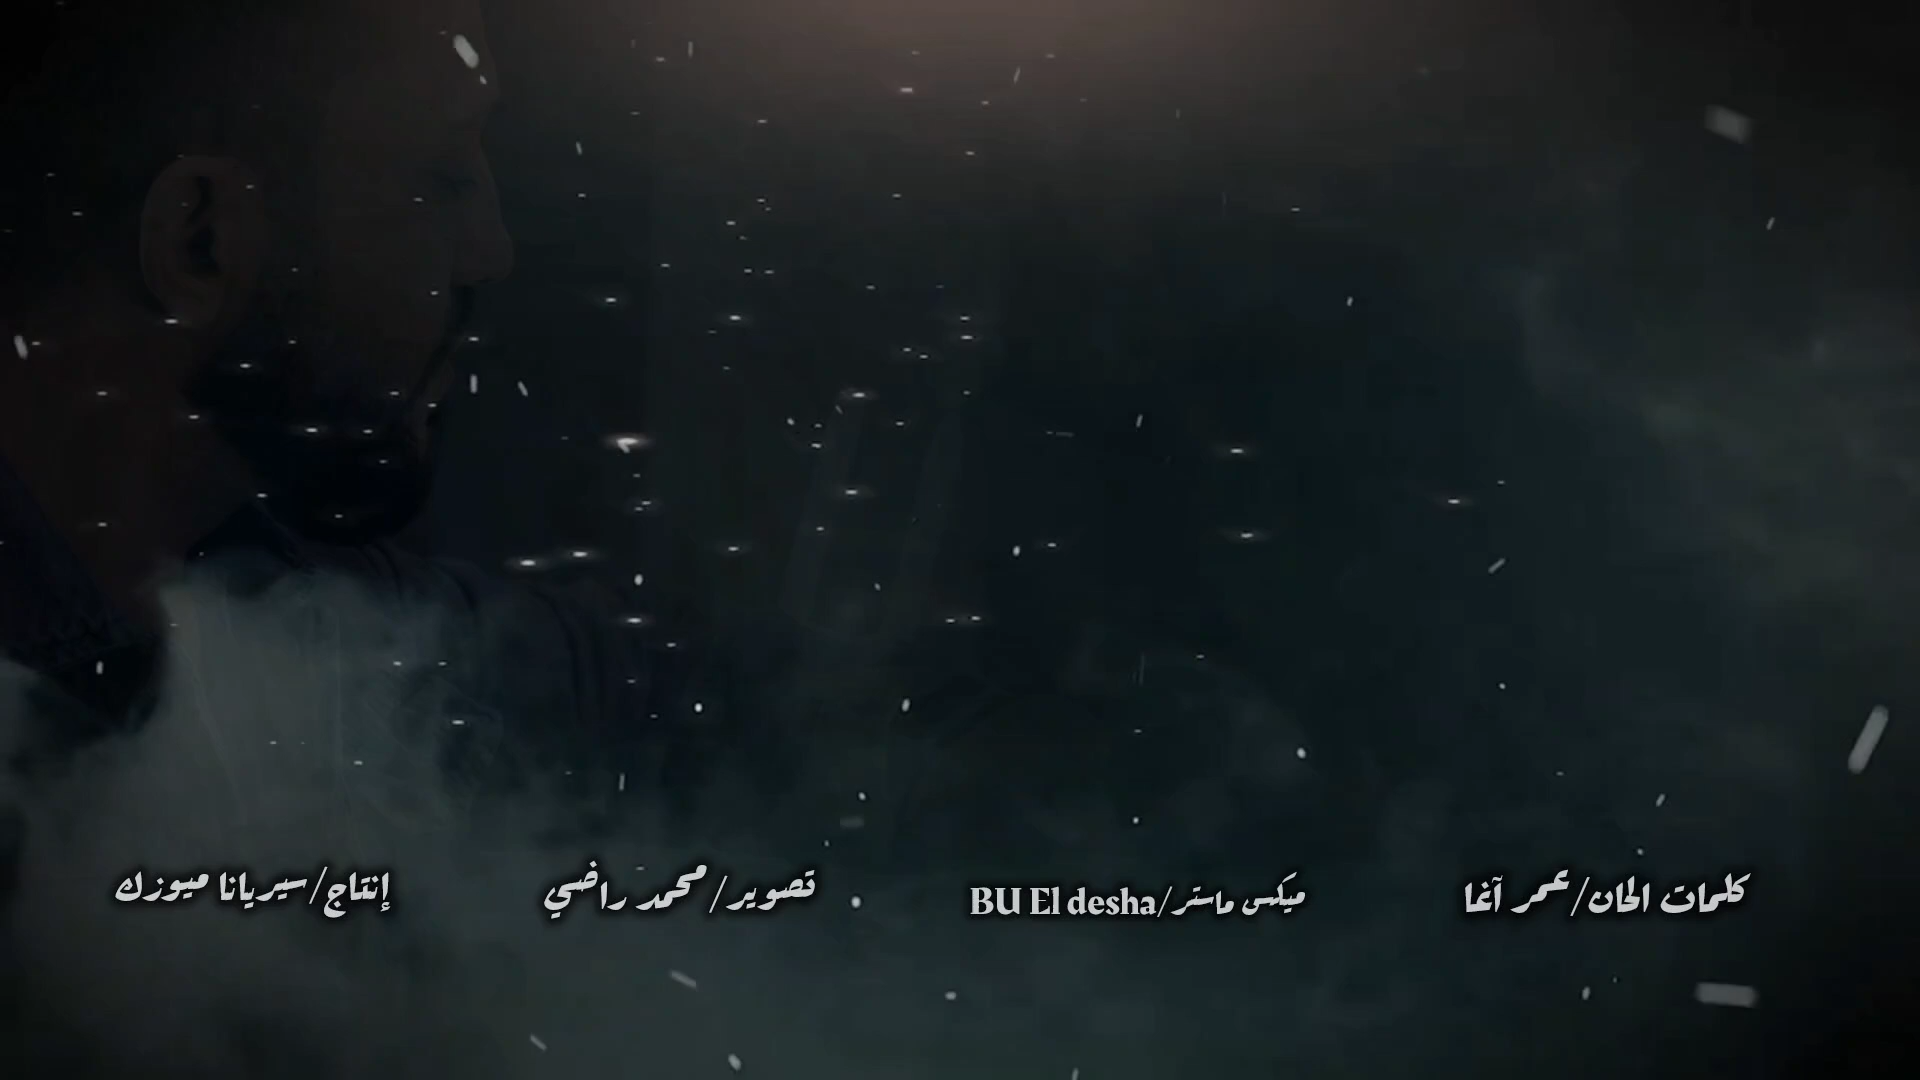 كلمات الحان/عمر آغا
ميكس ماستر/BU El desha
تصوير/محمد راضي
إنتاج/سيريانا ميوزك